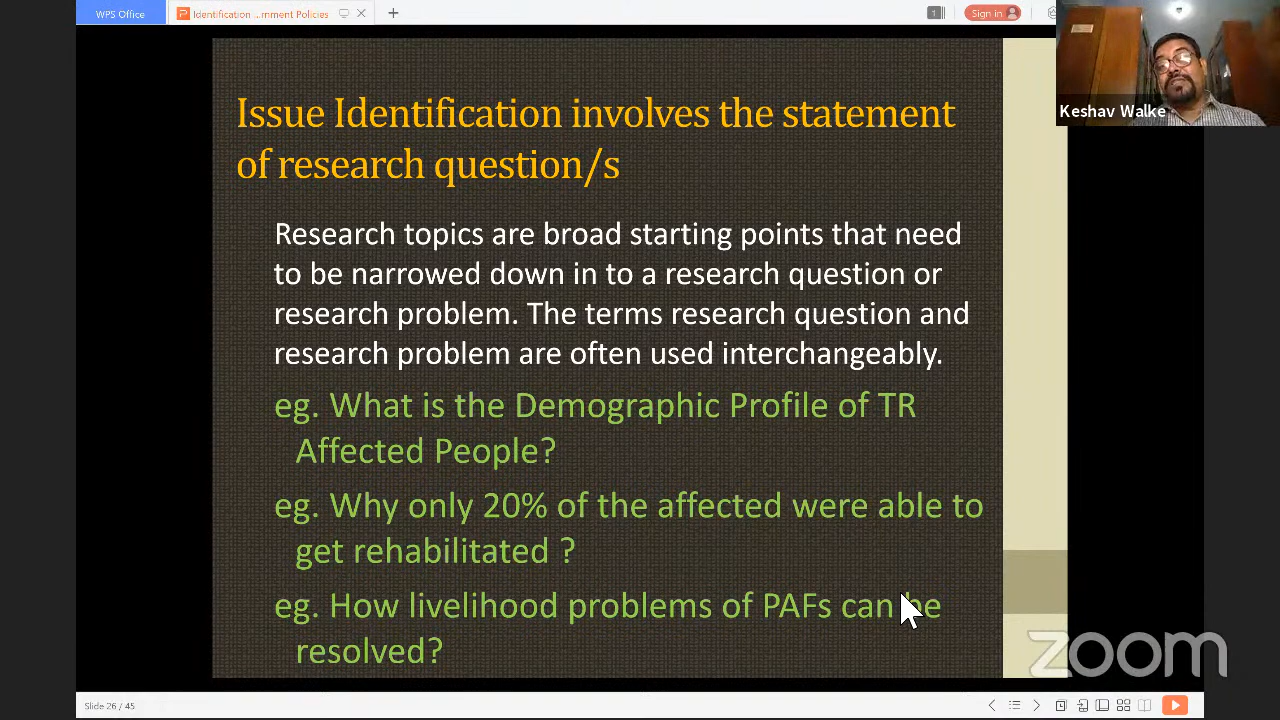 WPS Office
Identification ...rnment Policies
1
Sign in
Keshav Walke
Issue Identification involves the statement
of research question/s
Research topics are broad starting points that need
to be narrowed down in to a research question or
research problem. The terms research question and
research problem are often used interchangeably.
eg. What is the Demographic Profile of TR
Affected People?
eg. Why only 20% of the affected were able to
get rehabilitated ?
eg. How livelihood problems of PAFs can be
resolved?
zoom
Slide 26 / 45